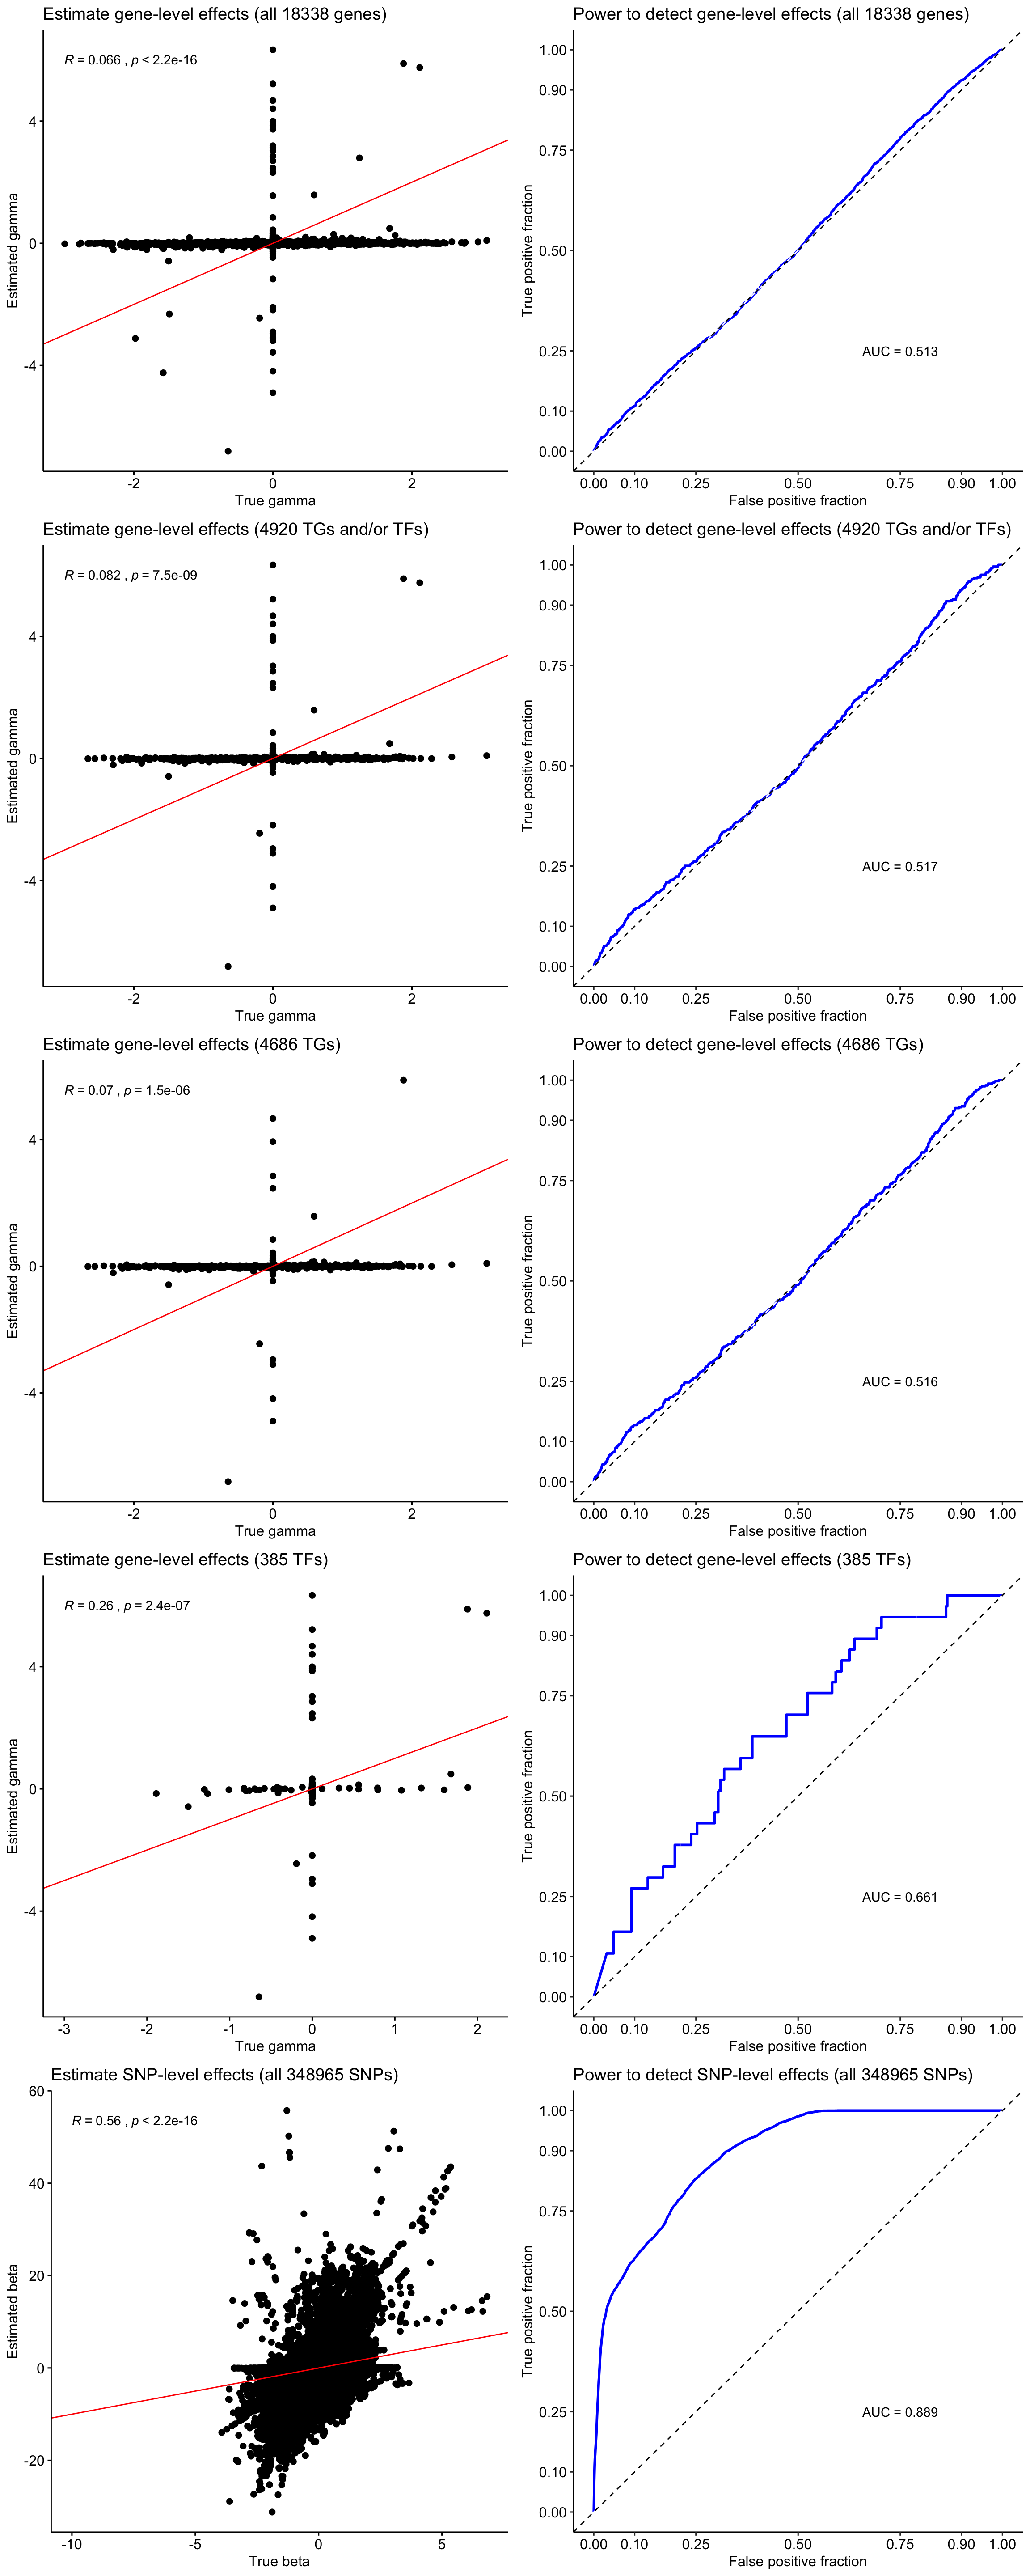 Estimate gene-level effects (all 18338 genes)
R = 0.066 , p < 2.2e-16
4
0
-4
Estimated gamma
-2
0
2
True gamma
Power to detect gene-level effects (all 18338 genes)
1.00
0.90
0.75
0.50
0.25
0.10
0.00
True positive fraction
AUC = 0.513
0.00 0.10 0.25 0.50 0.75 0.90 1.00
False positive fraction
Estimate gene-level effects (4920 TGs and/or TFs)
R = 0.082 , p = 7.5e-09
4
0
-4
Estimated gamma
-2
0
2
True gamma
Power to detect gene-level effects (4920 TGs and/or TFs)
1.00
0.90
0.75
0.50
0.25
0.10
0.00
True positive fraction
AUC = 0.517
0.00 0.10 0.25 0.50 0.75 0.90 1.00
False positive fraction
Estimate gene-level effects (4686 TGs)
R = 0.07 , p = 1.5e-06
4
0
-4
Estimated gamma
-2
0
2
True gamma
Power to detect gene-level effects (4686 TGs)
1.00
0.90
0.75
0.50
0.25
0.10
0.00
True positive fraction
AUC = 0.516
0.00 0.10 0.25 0.50 0.75 0.90 1.00
False positive fraction
Estimate gene-level effects (385 TFs)
R = 0.26 , p = 2.4e-07
4
0
-4
Estimated gamma
-3 -2 -1 0 1 2
True gamma
Power to detect gene-level effects (385 TFs)
1.00
0.90
0.75
0.50
0.25
0.10
0.00
True positive fraction
AUC = 0.661
0.00 0.10 0.25 0.50 0.75 0.90 1.00
False positive fraction
Estimate SNP-level effects (all 348965 SNPs)
R = 0.56 , p < 2.2e-16
60
40
20
0
-20
Estimated beta
-10 -5 0 5
True beta
Power to detect SNP-level effects (all 348965 SNPs)
1.00
0.90
0.75
0.50
0.25
0.10
0.00
True positive fraction
AUC = 0.889
0.00 0.10 0.25 0.50 0.75 0.90 1.00
False positive fraction